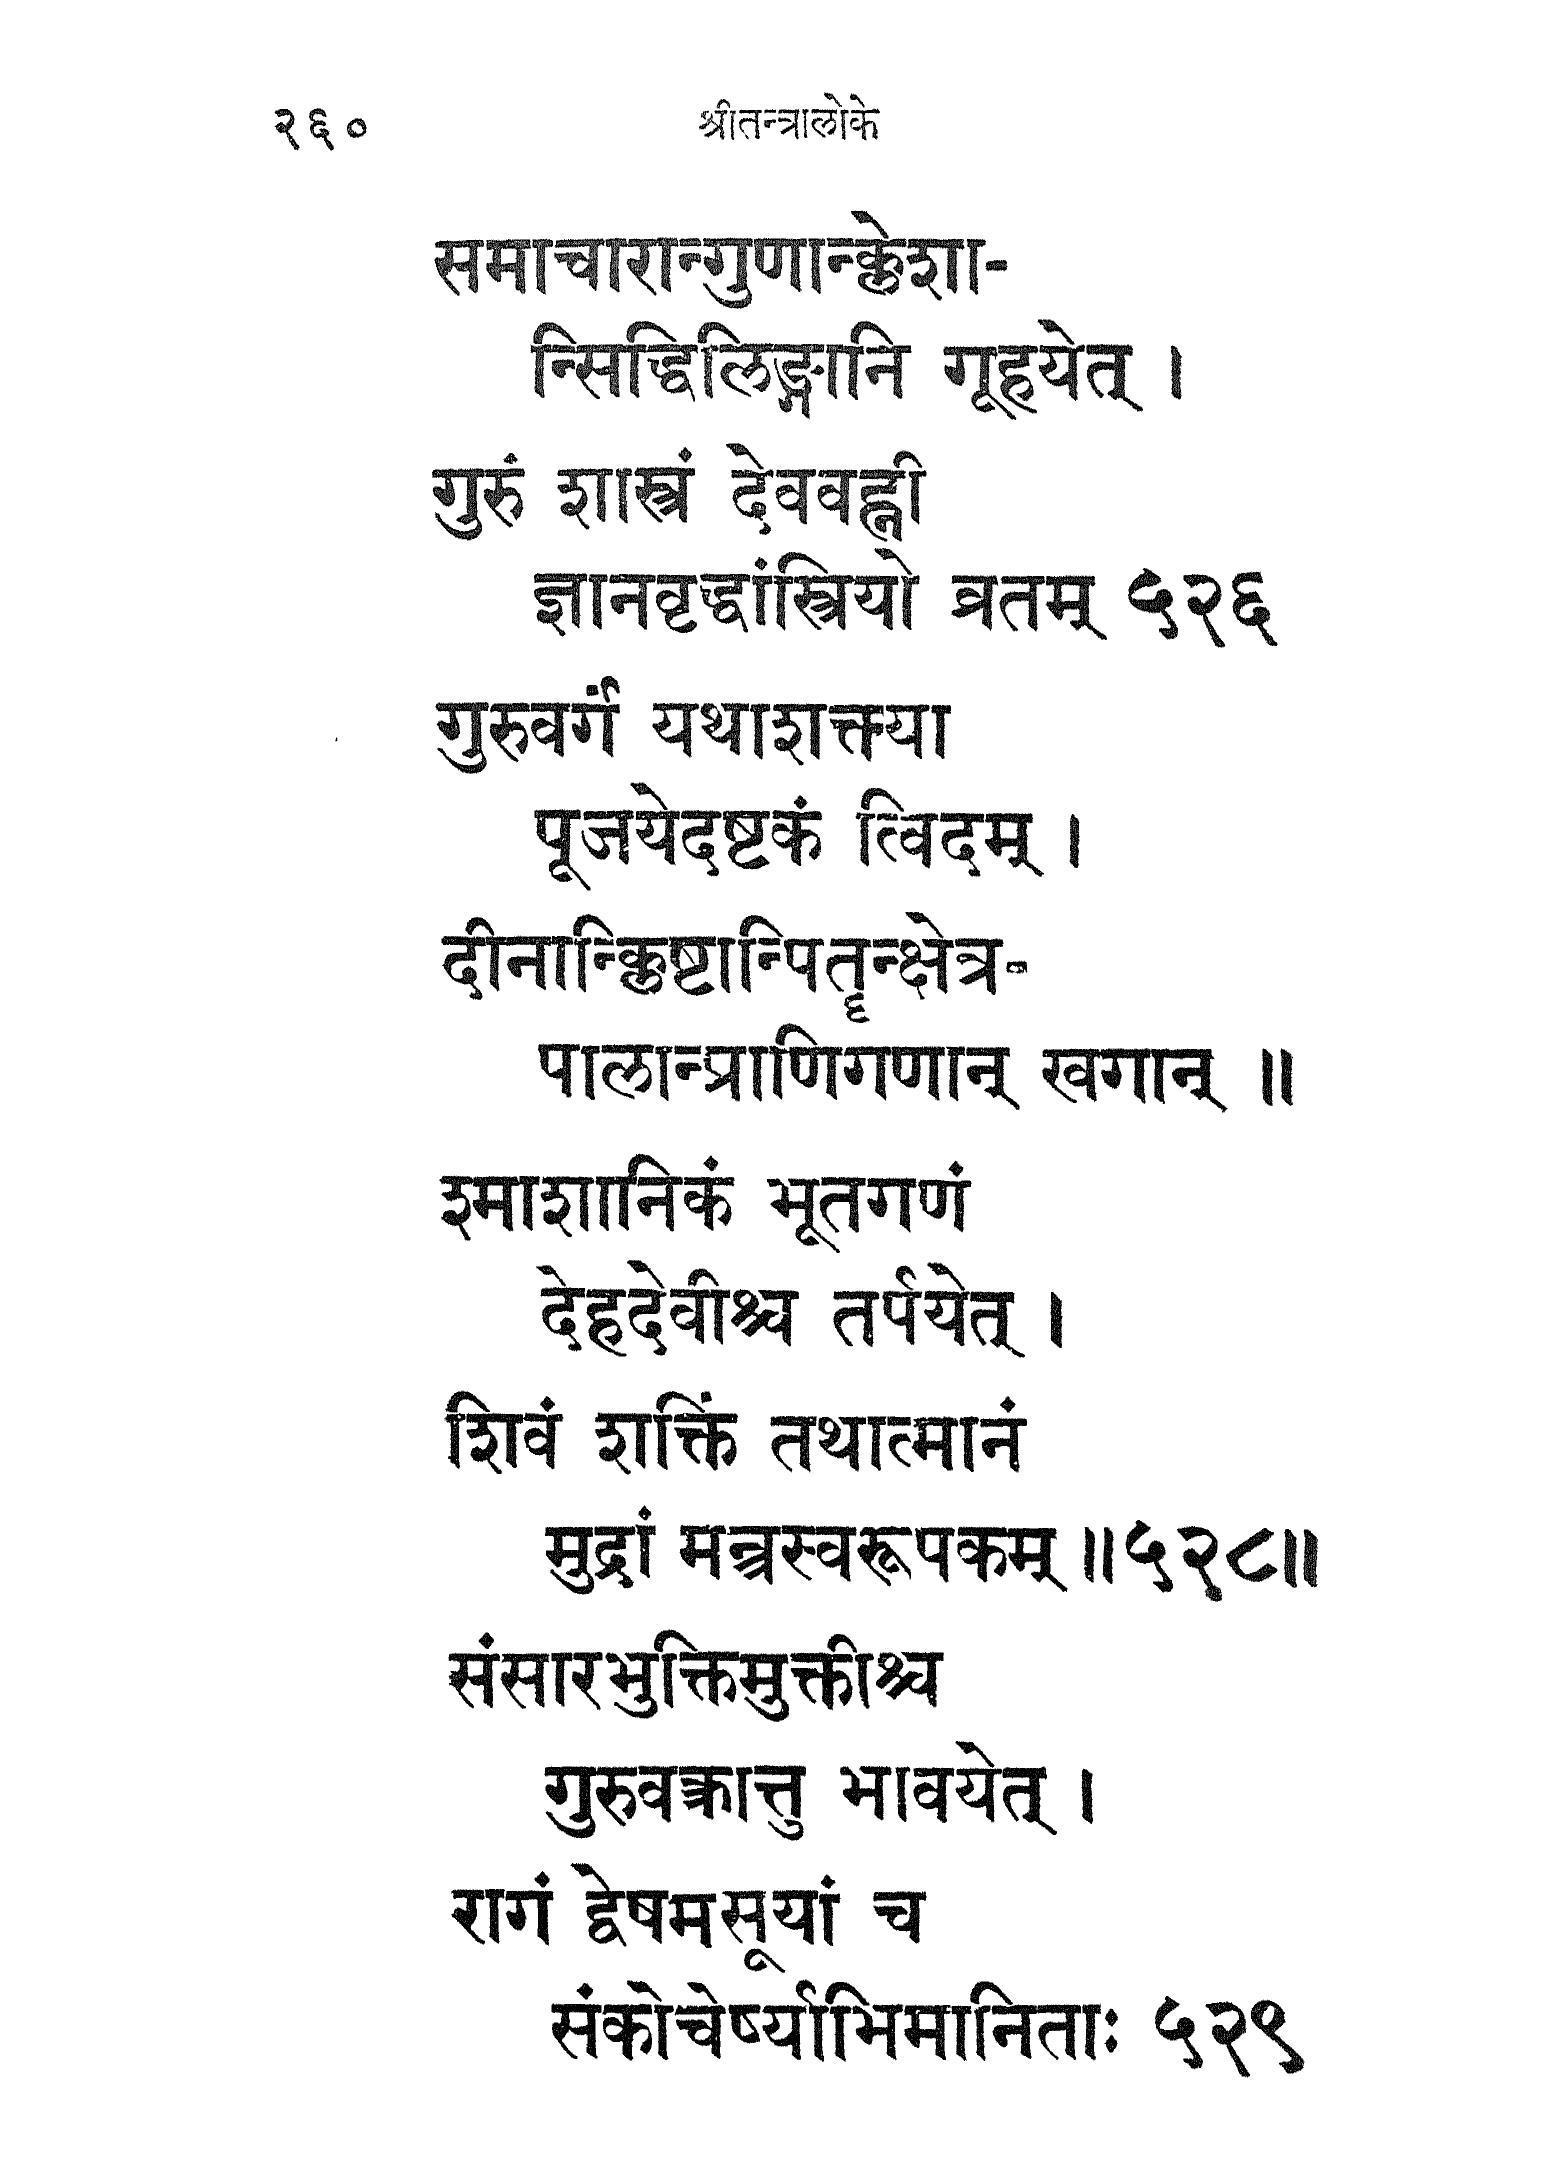 २६०
श्रीतन्त्रालोके
समाचारान्गुणान्क्लेशा-
न्सिद्धिलिङ्गानि गूहयेत् ।
गुरुं शास्त्रं देववह्नी
ज्ञानवृद्धांस्त्रियो व्रतम् ५२६
गुरुवर्गं यथाशक्त्या
पूजयेदष्टकं त्विदम् ।
दीनान्क्लिष्टान्पितॄन्क्षेत्र-
पालान्प्राणिगणान् खगान् ॥
श्माशानिकं भूतगणं
देहदेवीश्च तर्पयेत् ।
शिवं शक्तिं तथात्मानं
मुद्रां मन्त्रस्वरूपकम् ॥५२८॥
संसारभुक्तिमुक्तीश्च
गुरुवक्त्रात्तु भावयेत् ।
रागं द्वेषमसूयां च
संकोचेर्ष्याभिमानिताः ५२९